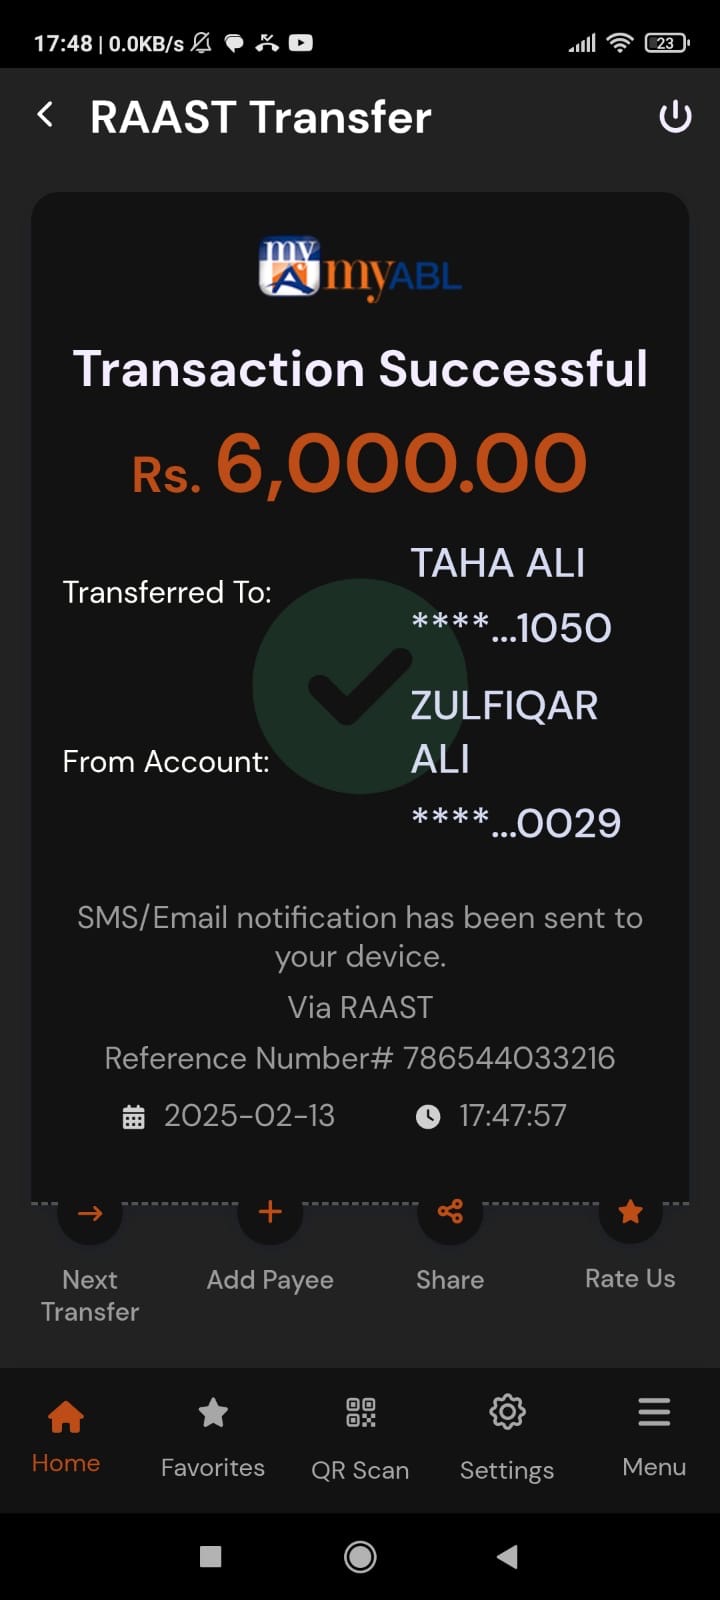 17:48 | 0.0KB/s
23
RAAST Transfer
my
A
myABL
Transaction Successful
Rs. 6,000.00
Transferred To:
TAHA ALI
****...1050
From Account:
ZULFIQAR
ALI
****...0029
SMS/Email notification has been sent to
your device.
Via RAAST
Reference Number# 786544033216
2025-02-13
17:47:57
Next
Transfer
Add Payee
Share
Rate Us
Home
Favorites
QR Scan
Settings
Menu